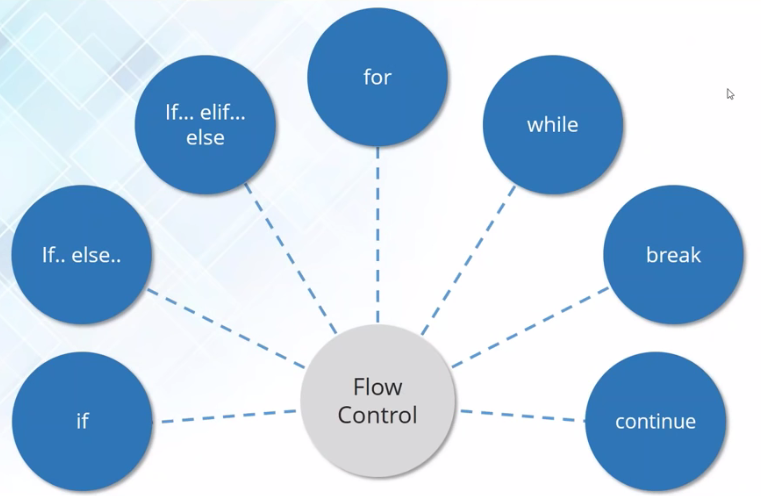 for
If... elif...
else
while
If.. else..
break
Flow
Control
if
continue